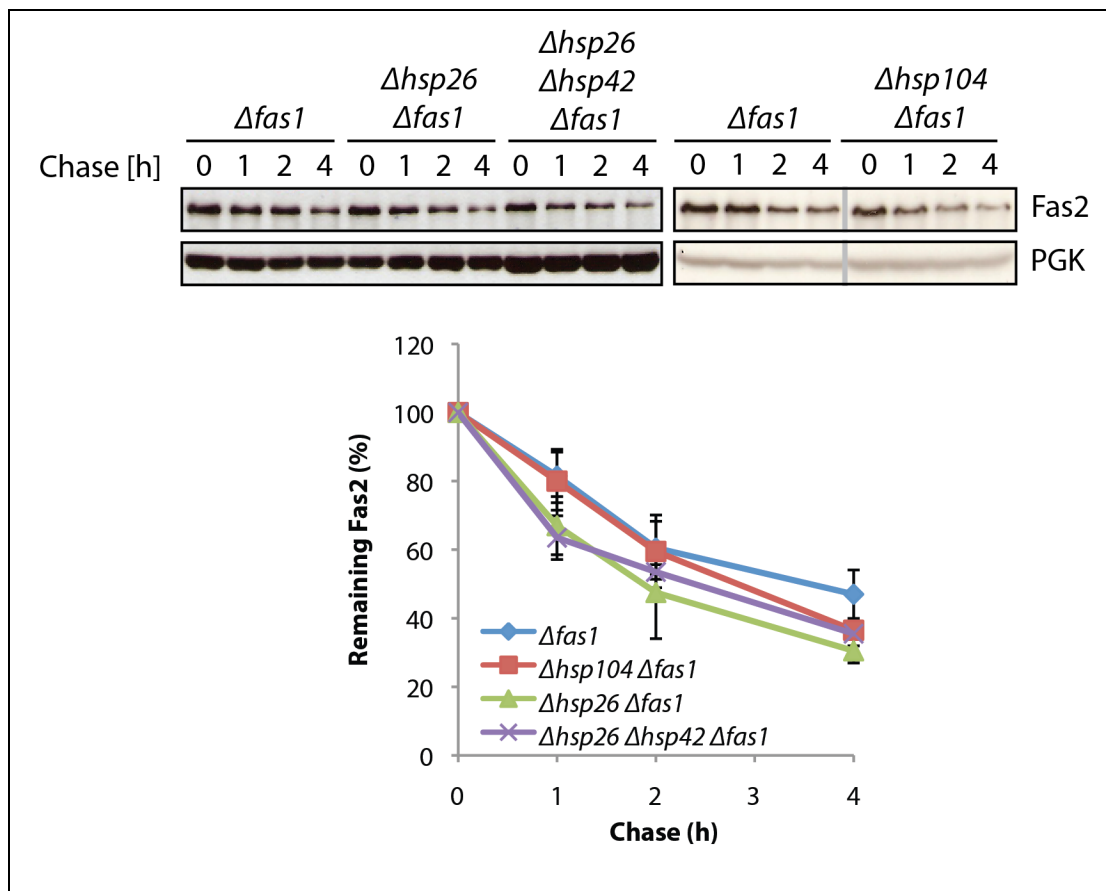 Δhsp26
Δhsp26 Δhsp42 Δhsp104
Δfas1 Δfas1 Δfas1 Δfas1 Δfas1
Chase [h] 0 1 2 4 0 1 2 4 0 1 2 4 0 1 2 4 0 1 2 4
Fas2
PGK
120
100
80
60
40
20
0
Remaining Fas2 (%)
Δfas1
Δhsp104 Δfas1
Δhsp26 Δfas1
Δhsp26 Δhsp42 Δfas1
0 1 2 3 4
Chase (h)